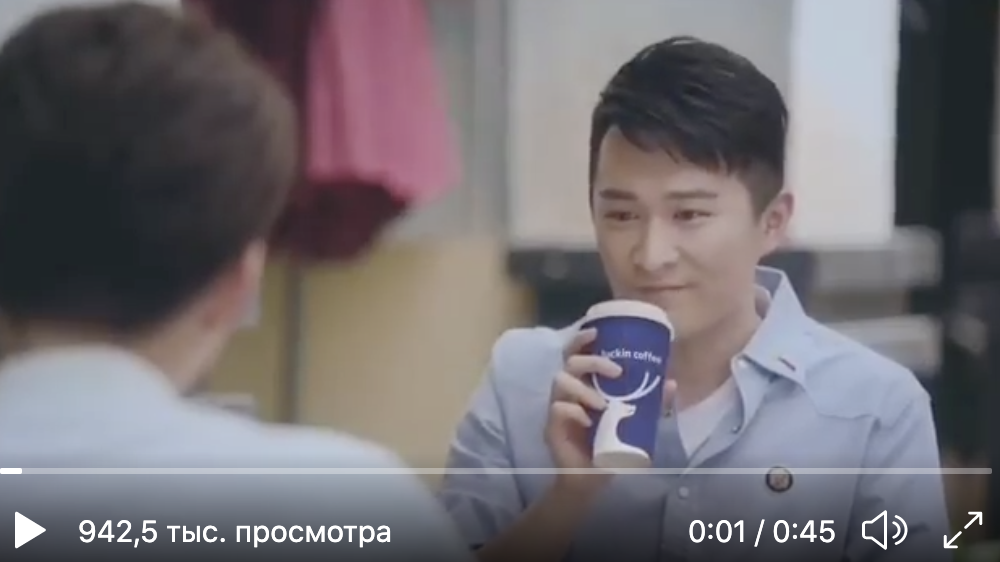 luckin coffee
942,5 тыс. просмотра
0:01 / 0:45